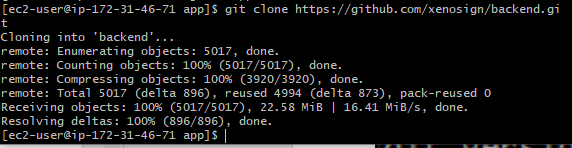 [ec2-user@ip-172-31-46-71 app]$ git clone https://github.com/xenosign/backend.gi
t
Cloning into 'backend'...
remote: Enumerating objects: 5017, done.
remote: Counting objects: 100% (5017/5017), done.
remote: Compressing objects: 100% (3920/3920), done.
remote: Total 5017 (delta 896), reused 4994 (delta 873), pack-reused 0
Receiving objects: 100% (5017/5017), 22.58 MiB | 16.41 MiB/s, done.
Resolving deltas: 100% (896/896), done.
[ec2-user@ip-172-31-46-71 app]$